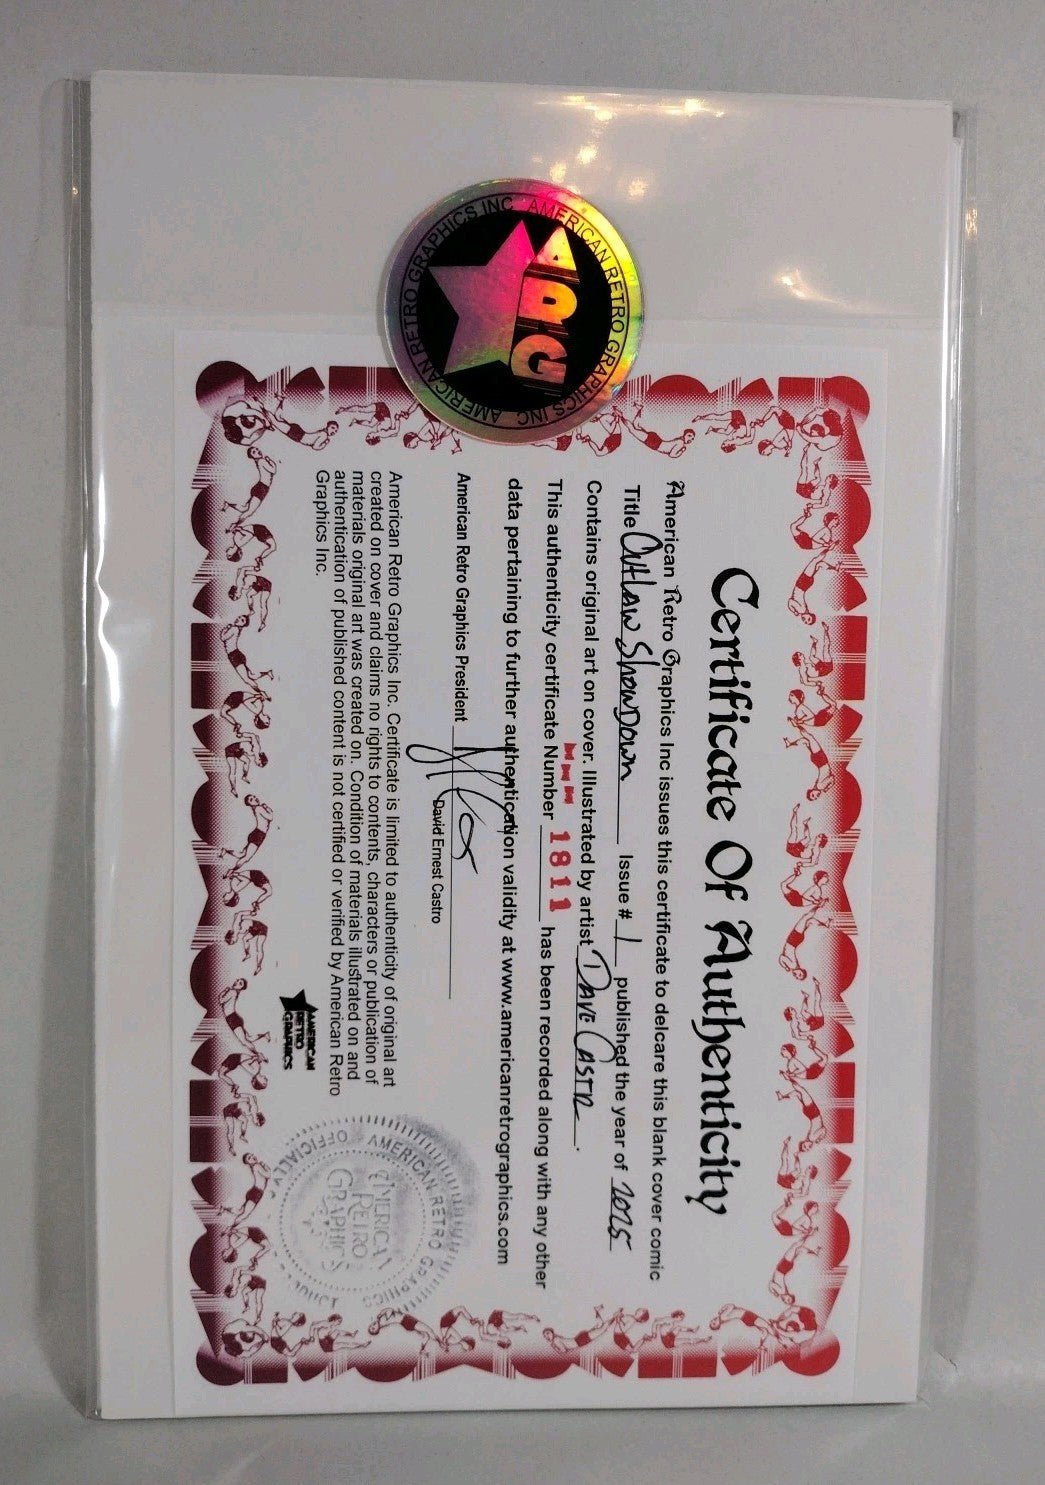 AMERICAN RETRO GRAPHICS INC AMERICAN RETRO GRAPHICS INC
ARG
Certificate Of Authenticity
American Retro Graphics Inc issues this certificate to delcare this blank cover comic
Title Outlaw Showdown Issue # 1 published the year of 2025
Contains original art on cover. Illustrated by artist Dave Castr
This authenticity certificate Number 1811 has been recorded along with any other
data pertaining to further authentication validity at www.americanretrographics.com
American Retro Graphics President
David Ernest Castro
American Retro Graphics Inc. Certificate is limited to authenticity of original art
created on cover and claims no rights to contents, characters or publication of
materials original art was created on. Condition of materials illustrated on and
authentication of published content is not certified or verified by American Retro
Graphics Inc.
AMERICAN
RETRO
GRAPHICS
AMERICAN RETRO GRAPHICS
AMERICAN
RETRO
GRAPHICS